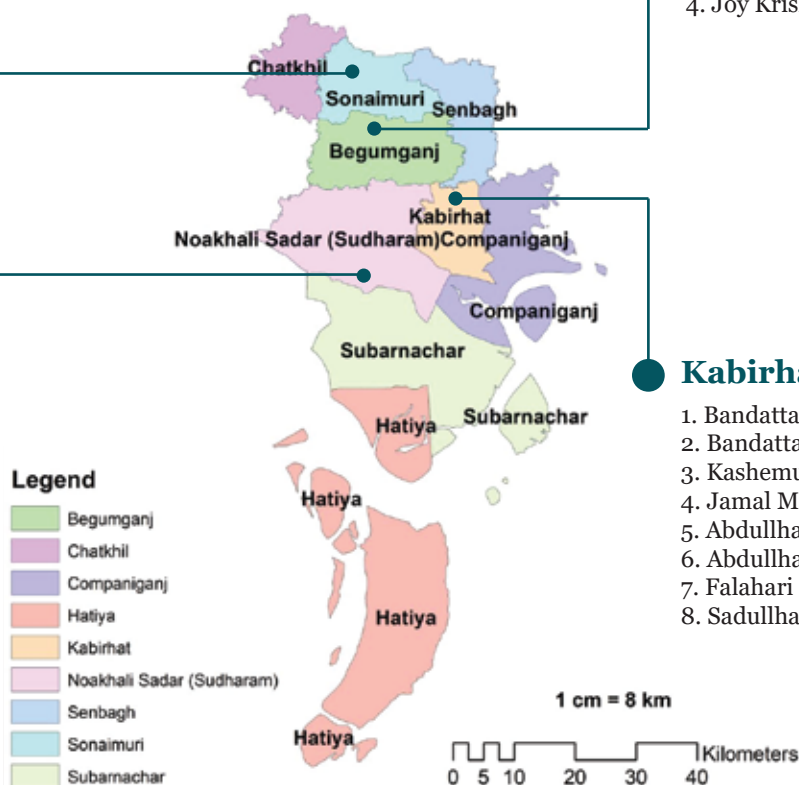 4. Joy Kris
Chatkhil
Sonaimuri
Senbagh
Begumganj
Kabirhat
Noakhali Sadar (Sudharam)
Companiganj
Companiganj
Subarnachar
Subarnachar
Hatiya
Hatiya
Hatiya
Hatiya
Kabirha
1. Bandatta
2. Bandatta
3. Kashemu
4. Jamal M
5. Abdullha
6. Abdullha
7. Falahari
8. Sadullha
Legend
Begumganj
Chatkhil
Companiganj
Hatiya
Kabirhat
Noakhali Sadar (Sudharam)
Senbagh
Sonaimuri
Subarnachar
1 cm = 8 km
Kilometers
0 5 10 20 30 40